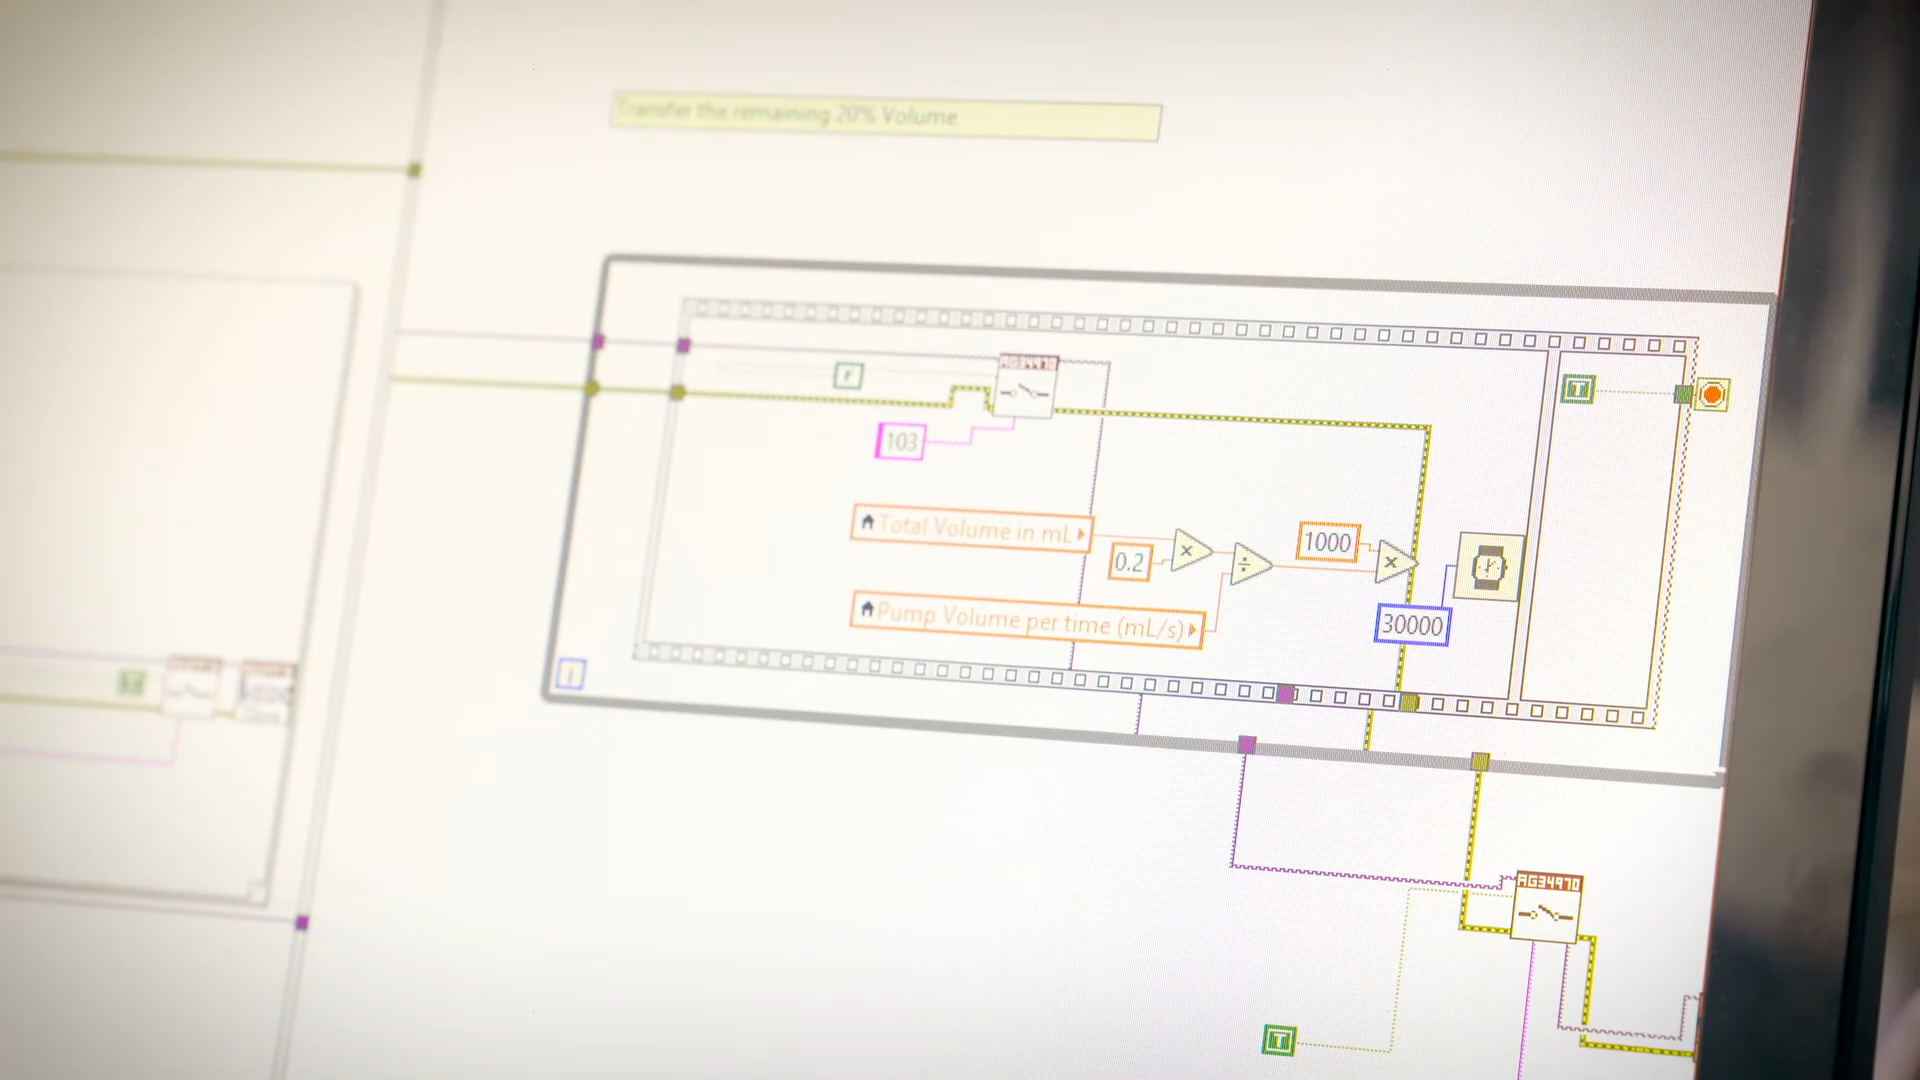 Transfer the remaining 20% Volume
AG34970
F
T
103
Total Volume in mL
0.2
×
÷
1000
×
Pump Volume per time (mL/s)
30000
i
AG34970
T